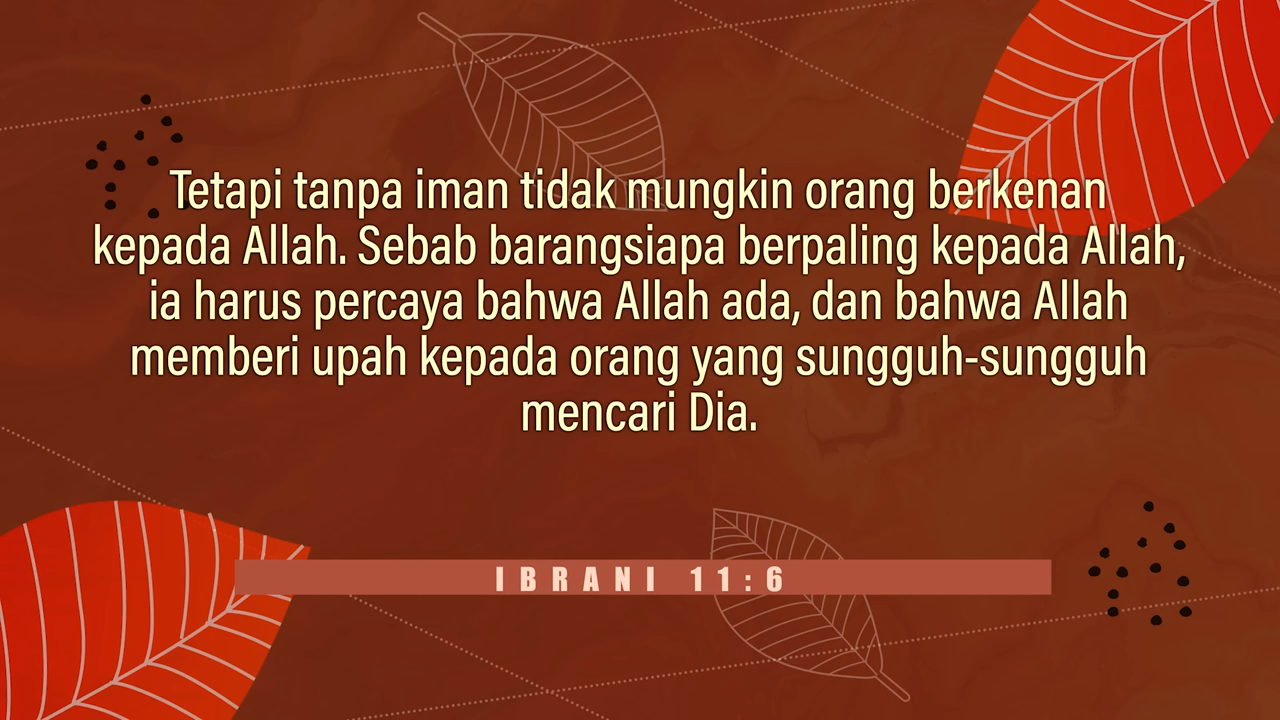 Tetapi tanpa iman tidak mungkin orang berkenan
kepada Allah. Sebab barangsiapa berpaling kepada Allah,
ia harus percaya bahwa Allah ada, dan bahwa Allah
memberi upah kepada orang yang sungguh-sungguh
mencari Dia.
IBRANI 11:6